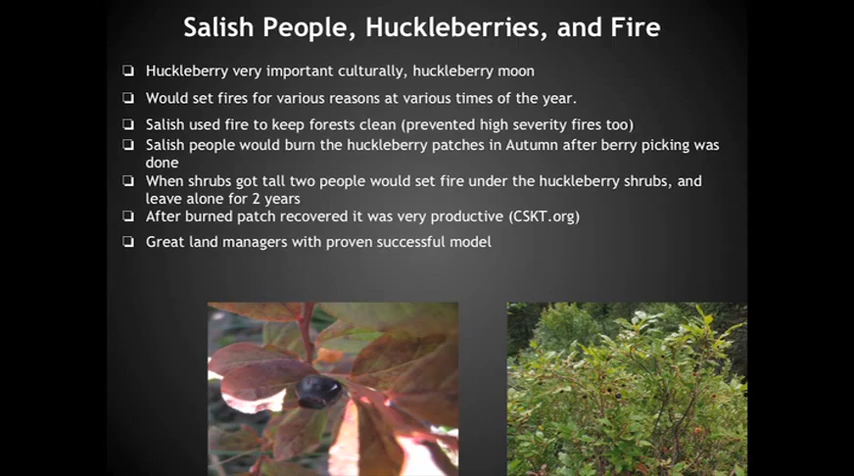 Salish People, Huckleberries, and Fire
❑ Huckleberry very important culturally, huckleberry moon
❑ Would set fires for various reasons at various times of the year.
❑ Salish used fire to keep forests clean (prevented high severity fires too)
❑ Salish people would burn the huckleberry patches in Autumn after berry picking was
done
❑ When shrubs got tall two people would set fire under the huckleberry shrubs, and
leave alone for 2 years
❑ After burned patch recovered it was very productive (CSKT.org)
❑ Great land managers with proven successful model